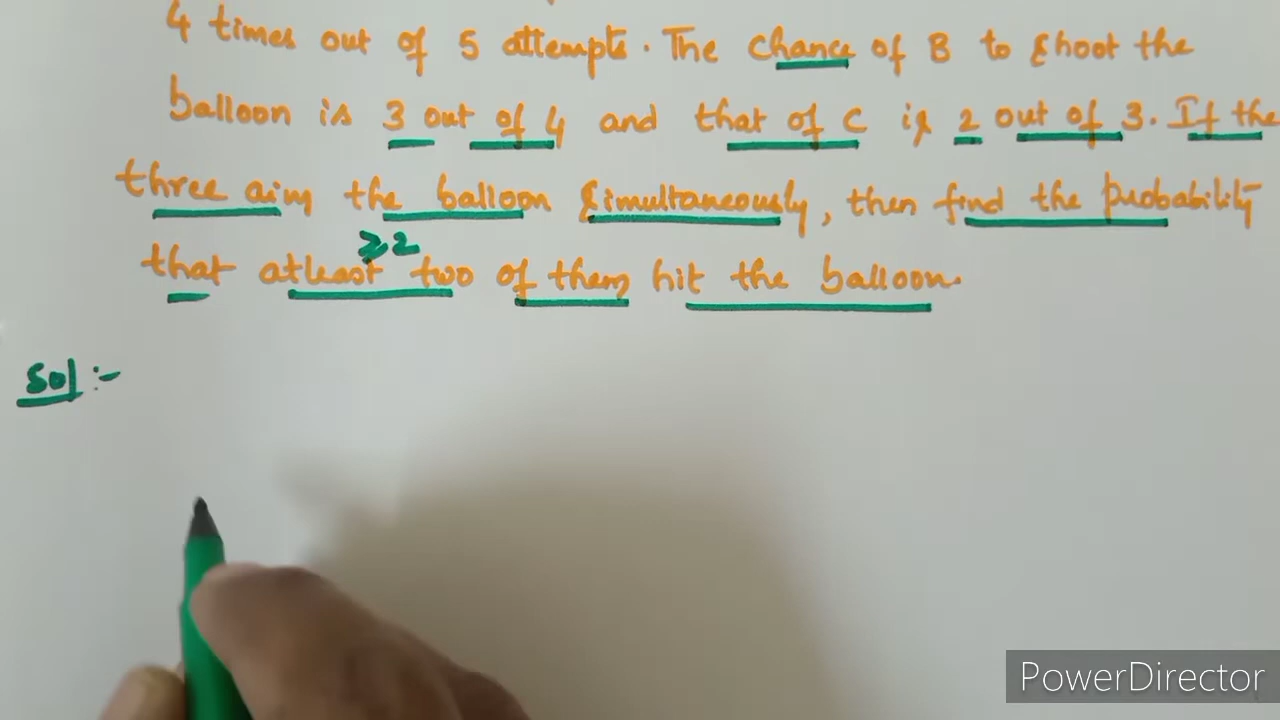 4 times out of 5 attempts. The chance of B to shoot the
balloon is 3 out of 4 and that of C is 2 out of 3. If the
three aim the balloon simultaneously, then find the probability
≥2
that atleast two of them hit the balloon.
Sol :-
PowerDirector